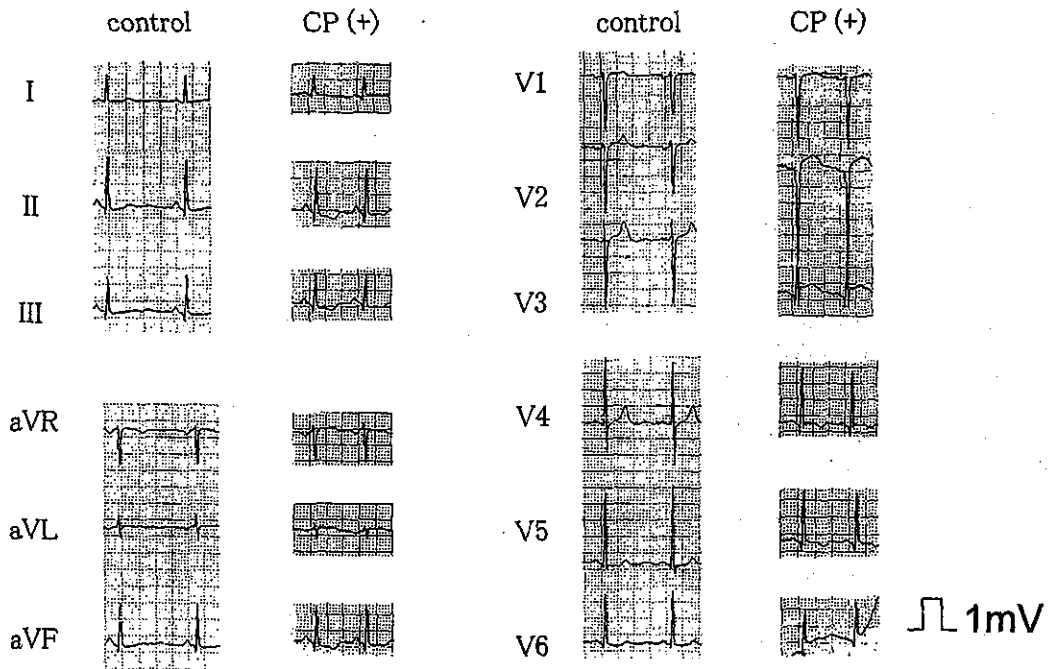 control CP (+) control CP (+)
I V1
II V2
III V3
aVR V4
aVL V5
aVF V6
1mV